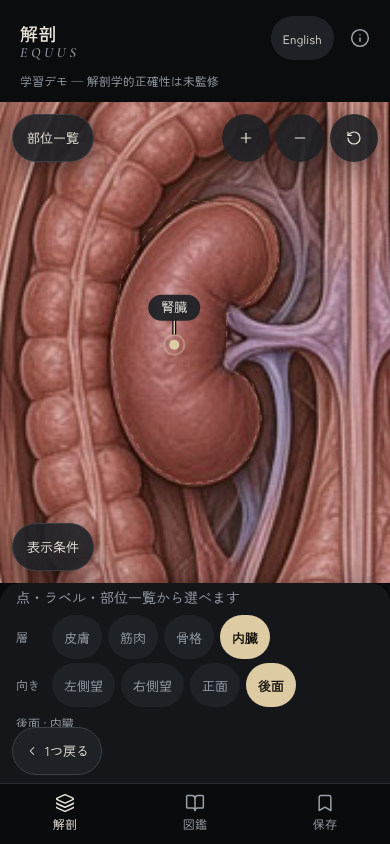 解剖
EQUUS
English
学習デモ — 解剖学的正確性は未監修
部位一覧
腎臓
表示条件
点・ラベル・部位一覧から選べます
層 皮膚 筋肉 骨格 内臓
向き 左側望 右側望 正面 後面
後面 · 内臓
1つ戻る
解剖 図鑑 保存